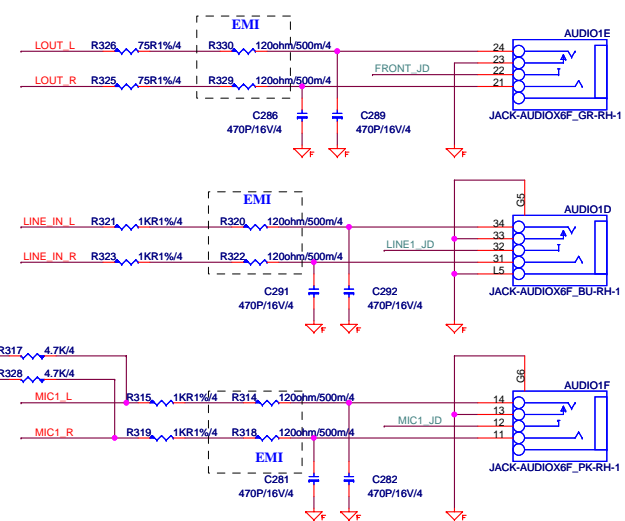 EMI
AUDIO1E
LOUT_L R326 75R1%/4 R330 120ohm/500m/4 24
23
FRONT_JD 22
LOUT_R R325 75R1%/4 R329 120ohm/500m/4 21
C286 C289 JACK-AUDIOX6F_GR-RH-1
470P/16V/4 470P/16V/4
F F F
EMI G5 AUDIO1D
LINE_IN_L R321 1KR1%/4 R320 120ohm/500m/4 34
33
LINE1_JD 32
LINE_IN_R R323 1KR1%/4 R322 120ohm/500m/4 31
L5
C291 C292 JACK-AUDIOX6F_BU-RH-1
470P/16V/4 470P/16V/4
F F F
R317 4.7K/4
R328 4.7K/4 G6 AUDIO1F
MIC1_L R315 1KR1%/4 R314 120ohm/500m/4 14
13
MIC1_JD 12
MIC1_R R319 1KR1%/4 R318 120ohm/500m/4 11
EMI
C281 C282 JACK-AUDIOX6F_PK-RH-1
470P/16V/4 470P/16V/4
F F F